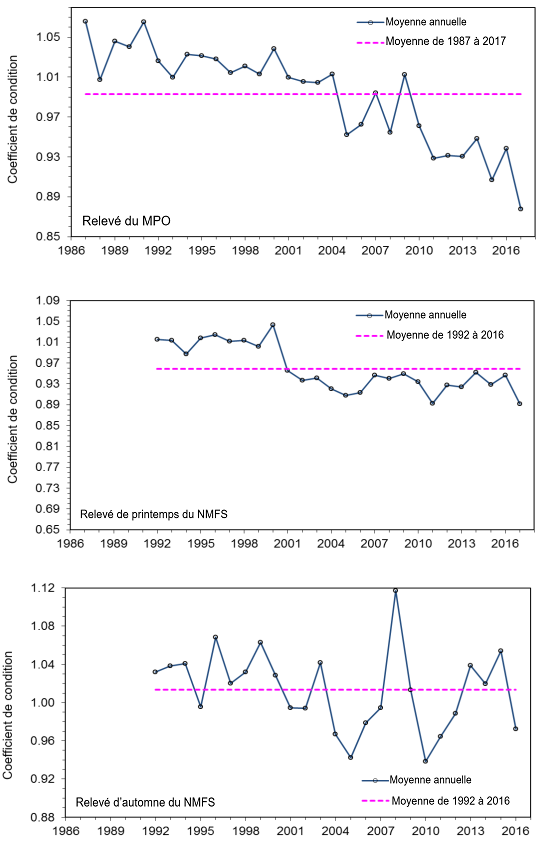 Coefficient de condition
1.05
1.01
0.97
0.93
0.89
0.85
Moyenne annuelle
Moyenne de 1987 à 2017
Relevé du MPO
1986 1989 1992 1995 1998 2001 2004 2007 2010 2013 2016
Coefficient de condition
1.09
1.05
1.01
0.97
0.93
0.89
0.85
0.81
0.77
0.73
0.69
0.65
Moyenne annuelle
Moyenne de 1992 à 2016
Relevé de printemps du NMFS
1986 1989 1992 1995 1998 2001 2004 2007 2010 2013 2016
Coefficient de condition
1.12
1.08
1.04
1.00
0.96
0.92
0.88
Moyenne annuelle
Moyenne de 1992 à 2016
Relevé d'automne du NMFS
1986 1989 1992 1995 1998 2001 2004 2007 2010 2013 2016